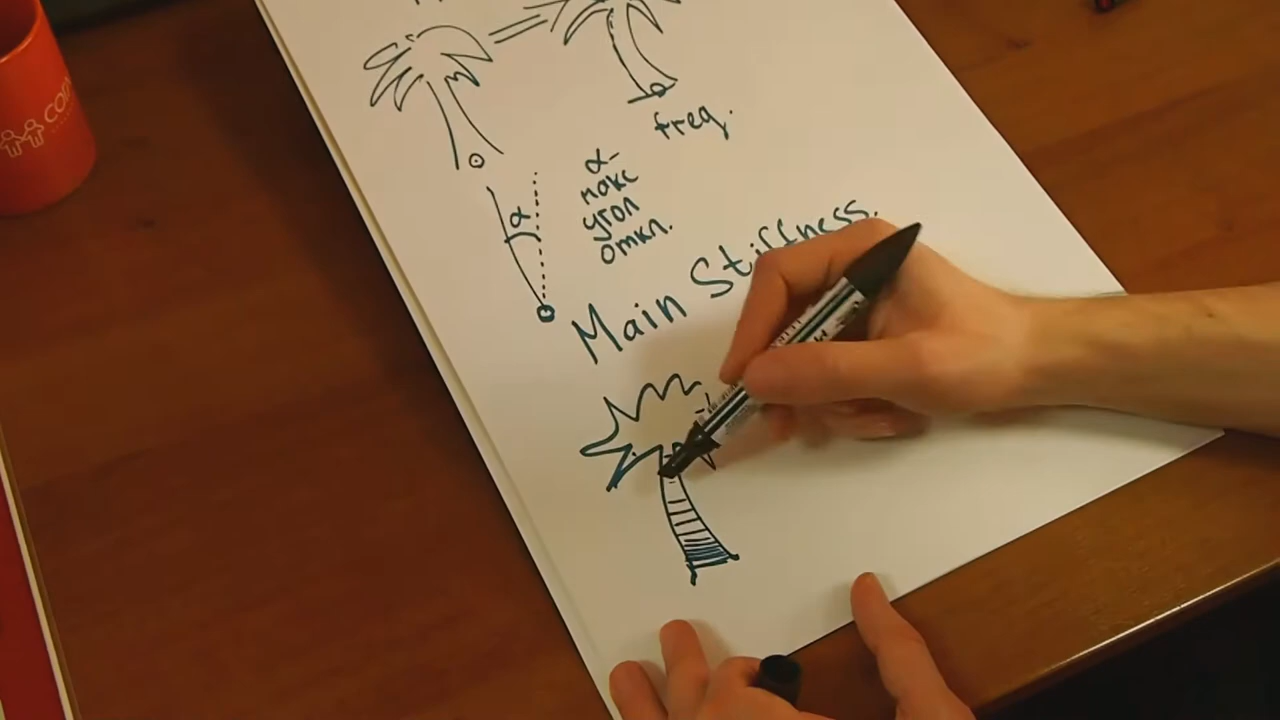 freq.
α-
макс
угол
откл.
α
Main Stiffness.